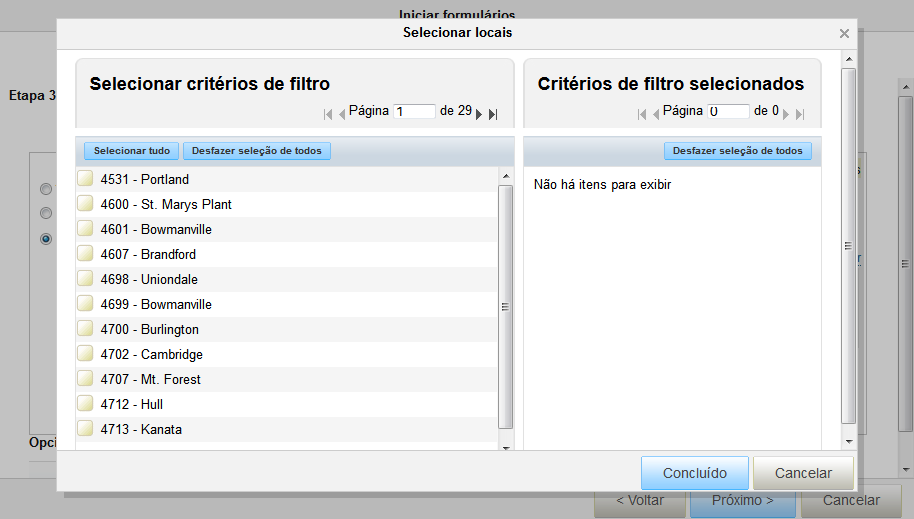 Iniciar formulários
Selecionar locais
Etapa 3
Selecionar critérios de filtro
Página 1 de 29
Selecionar tudo
Desfazer seleção de todos
4531 - Portland
4600 - St. Marys Plant
4601 - Bowmanville
4607 - Brandford
4698 - Uniondale
4699 - Bowmanville
4700 - Burlington
4702 - Cambridge
4707 - Mt. Forest
4712 - Hull
4713 - Kanata
Critérios de filtro selecionados
Página 0 de 0
Desfazer seleção de todos
Não há itens para exibir
Opci
Concluído
Cancelar
< Voltar
Próximo >
Cancelar